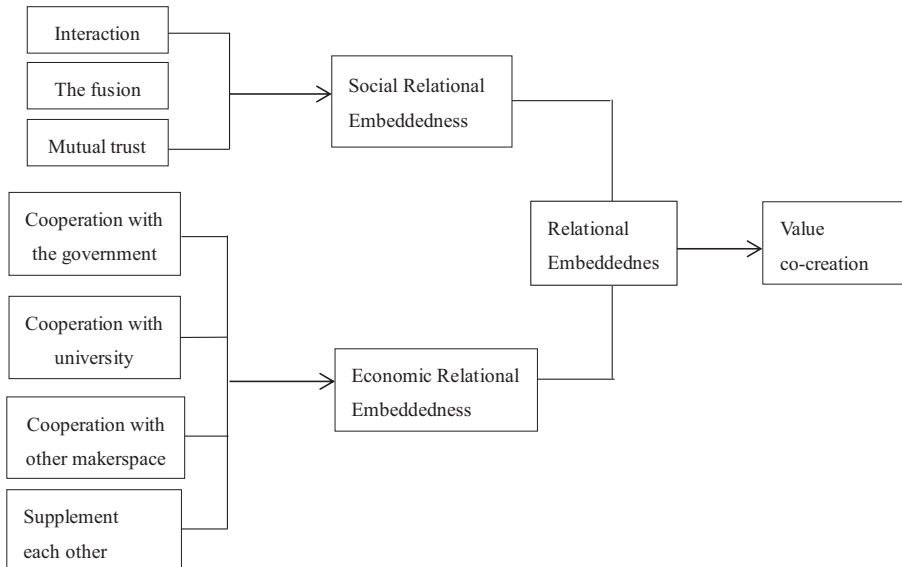 Interaction
The fusion
Mutual trust
Social Relational
Embeddedness
Cooperation with
the government
Cooperation with
university
Cooperation with
other makerspace
Supplement
each other
Economic Relational
Embeddedness
Relational
Embeddednes
Value
co-creation